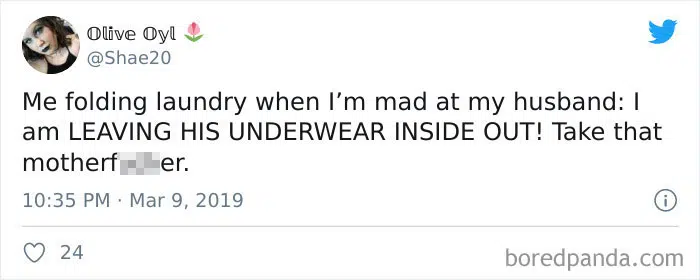 𝕆𝕝𝕚𝕧𝕖 𝕆𝕪𝕝 🌷
@Shae20
Me folding laundry when I’m mad at my husband: I
am LEAVING HIS UNDERWEAR INSIDE OUT! Take that
motherf er.
10:35 PM · Mar 9, 2019
24
boredpanda.com